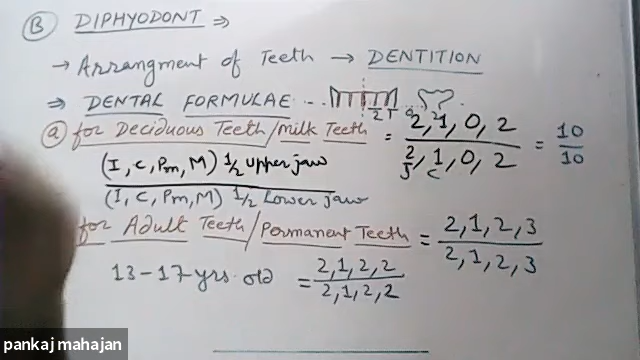 B DIPHYODONT ⇒
→ Arrangment of Teeth → DENTITION
⇒ DENTAL FORMULAE
a for Deciduous Teeth/Milk Teeth = 2,1,0,2 / 2,1,0,2 = 10/10
(I, C, Pm, M) 1/2 upper jaw
(I, C, Pm, M) 1/2 Lower jaw
for Adult Teeth/Permanent Teeth = 2,1,2,3 / 2,1,2,3
13-17 yrs. old = 2,1,2,2 / 2,1,2,2
pankaj mahajan